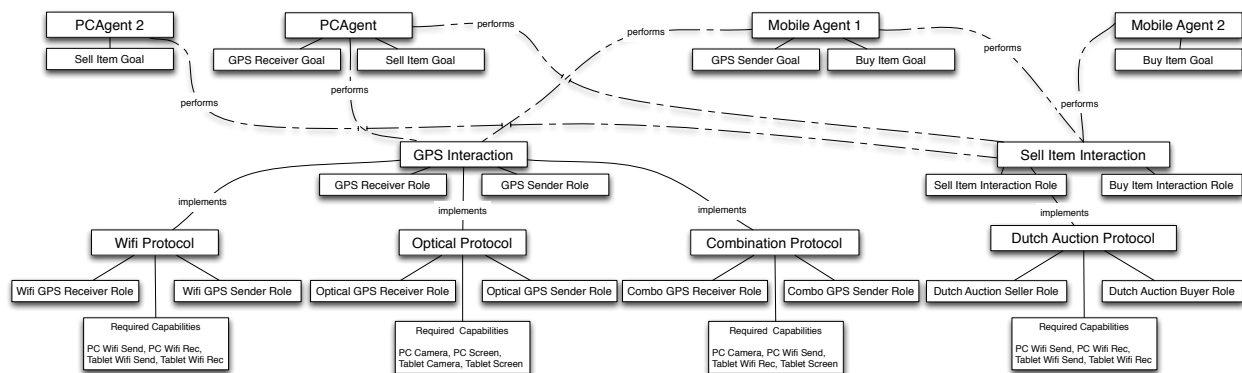 PCAgent 2
PCAgent
performs
Mobile Agent 1
Mobile Agent 2
Sell Item Goal
GPS Receiver Goal
Sell Item Goal
performs
GPS Sender Goal
Buy Item Goal
performs
Buy Item Goal
performs
performs
performs
GPS Interaction
Sell Item Interaction
GPS Receiver Role
GPS Sender Role
Sell Item Interaction Role
Buy Item Interaction Role
implements
implements
implements
implements
Wifi Protocol
Optical Protocol
Combination Protocol
Dutch Auction Protocol
Wifi GPS Receiver Role
Wifi GPS Sender Role
Optical GPS Receiver Role
Optical GPS Sender Role
Combo GPS Receiver Role
Combo GPS Sender Role
Dutch Auction Seller Role
Dutch Auction Buyer Role
Required Capabilities
PC Wifi Send, PC Wifi Rec,
Tablet Wifi Send, Tablet Wifi Rec
Required Capabilities
PC Camera, PC Screen,
Tablet Camera, Tablet Screen
Required Capabilities
PC Camera, PC Wifi Send,
Tablet Wifi Rec, Tablet Screen
Required Capabilities
PC Wifi Send, PC Wifi Rec,
Tablet Wifi Send, Tablet Wifi Rec